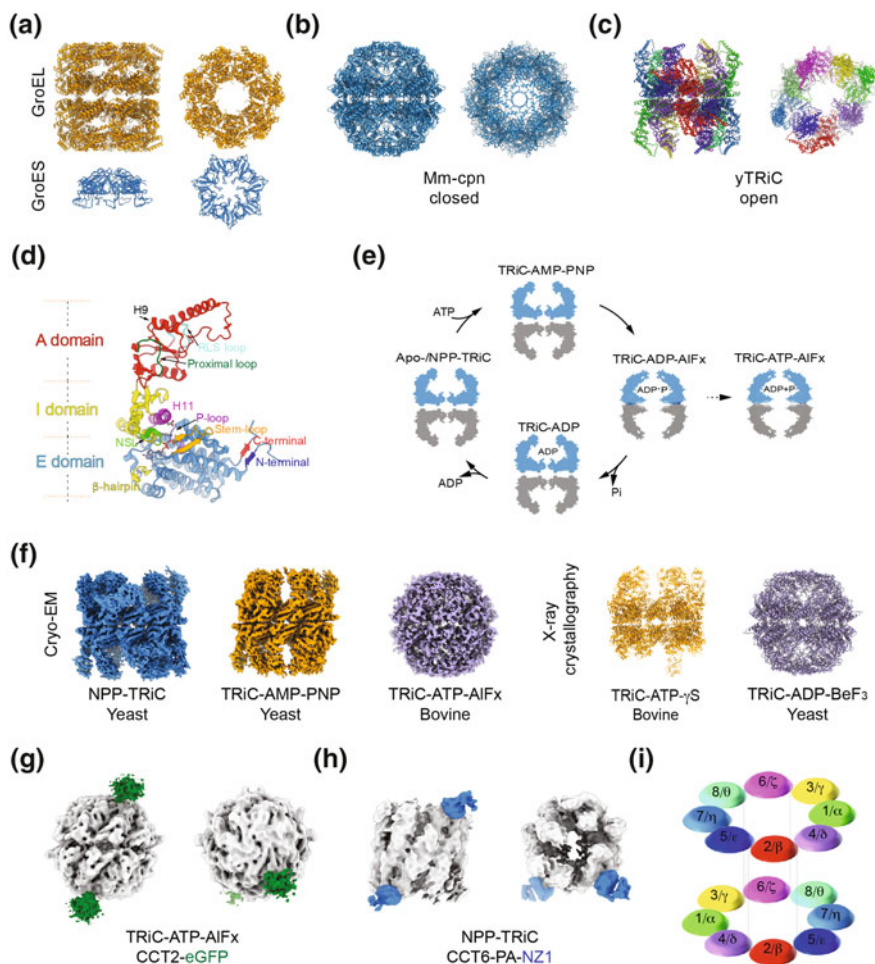 (a)
GroEL
GroES
(b)
Mm-cpn
closed
(c)
yTRiC
open
(d)
H9
A domain
RLS loop
Proximal loop
I domain
H11
P-loop
NSL
Stem-loop
C-terminal
E domain
N-terminal
β-hairpin
(e)
TRiC-AMP-PNP
ATP
Apo-/NPP-TRiC
TRiC-ADP-AlFx
TRiC-ATP-AlFx
ADP·P
ADP+P
TRiC-ADP
ADP
ADP
Pi
(f)
Cryo-EM
NPP-TRiC
Yeast
TRiC-AMP-PNP
Yeast
TRiC-ATP-AlFx
Bovine
X-ray
crystallography
TRiC-ATP-γS
Bovine
TRiC-ADP-BeF₃
Yeast
(g)
TRiC-ATP-AlFx
CCT2-eGFP
(h)
NPP-TRiC
CCT6-PA-NZ1
(i)
6/ζ
8/θ
3/γ
7/η
1/α
5/ε
4/δ
2/β
6/ζ
3/γ
8/θ
1/α
7/η
4/δ
5/ε
2/β